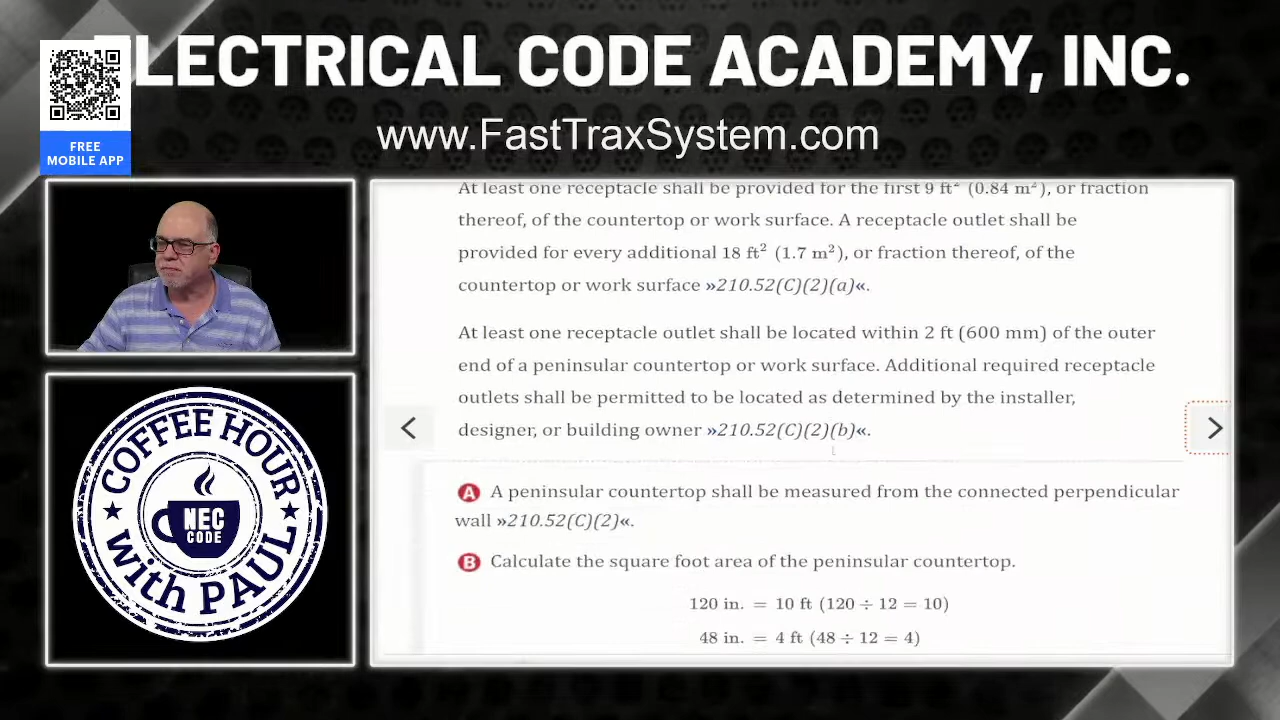 ELECTRICAL CODE ACADEMY, INC.
www.FastTraxSystem.com
FREE
MOBILE APP
At least one receptacle shall be provided for the first 9 ft² (0.84 m²), or fraction
thereof, of the countertop or work surface. A receptacle outlet shall be
provided for every additional 18 ft² (1.7 m²), or fraction thereof, of the
countertop or work surface »210.52(C)(2)(a)«.
At least one receptacle outlet shall be located within 2 ft (600 mm) of the outer
end of a peninsular countertop or work surface. Additional required receptacle
outlets shall be permitted to be located as determined by the installer,
designer, or building owner »210.52(C)(2)(b)«.
A A peninsular countertop shall be measured from the connected perpendicular
wall »210.52(C)(2)«.
B Calculate the square foot area of the peninsular countertop.
120 in. = 10 ft (120 ÷ 12 = 10)
48 in. = 4 ft (48 ÷ 12 = 4)
COFFEE HOUR
NEC
CODE
with PAUL